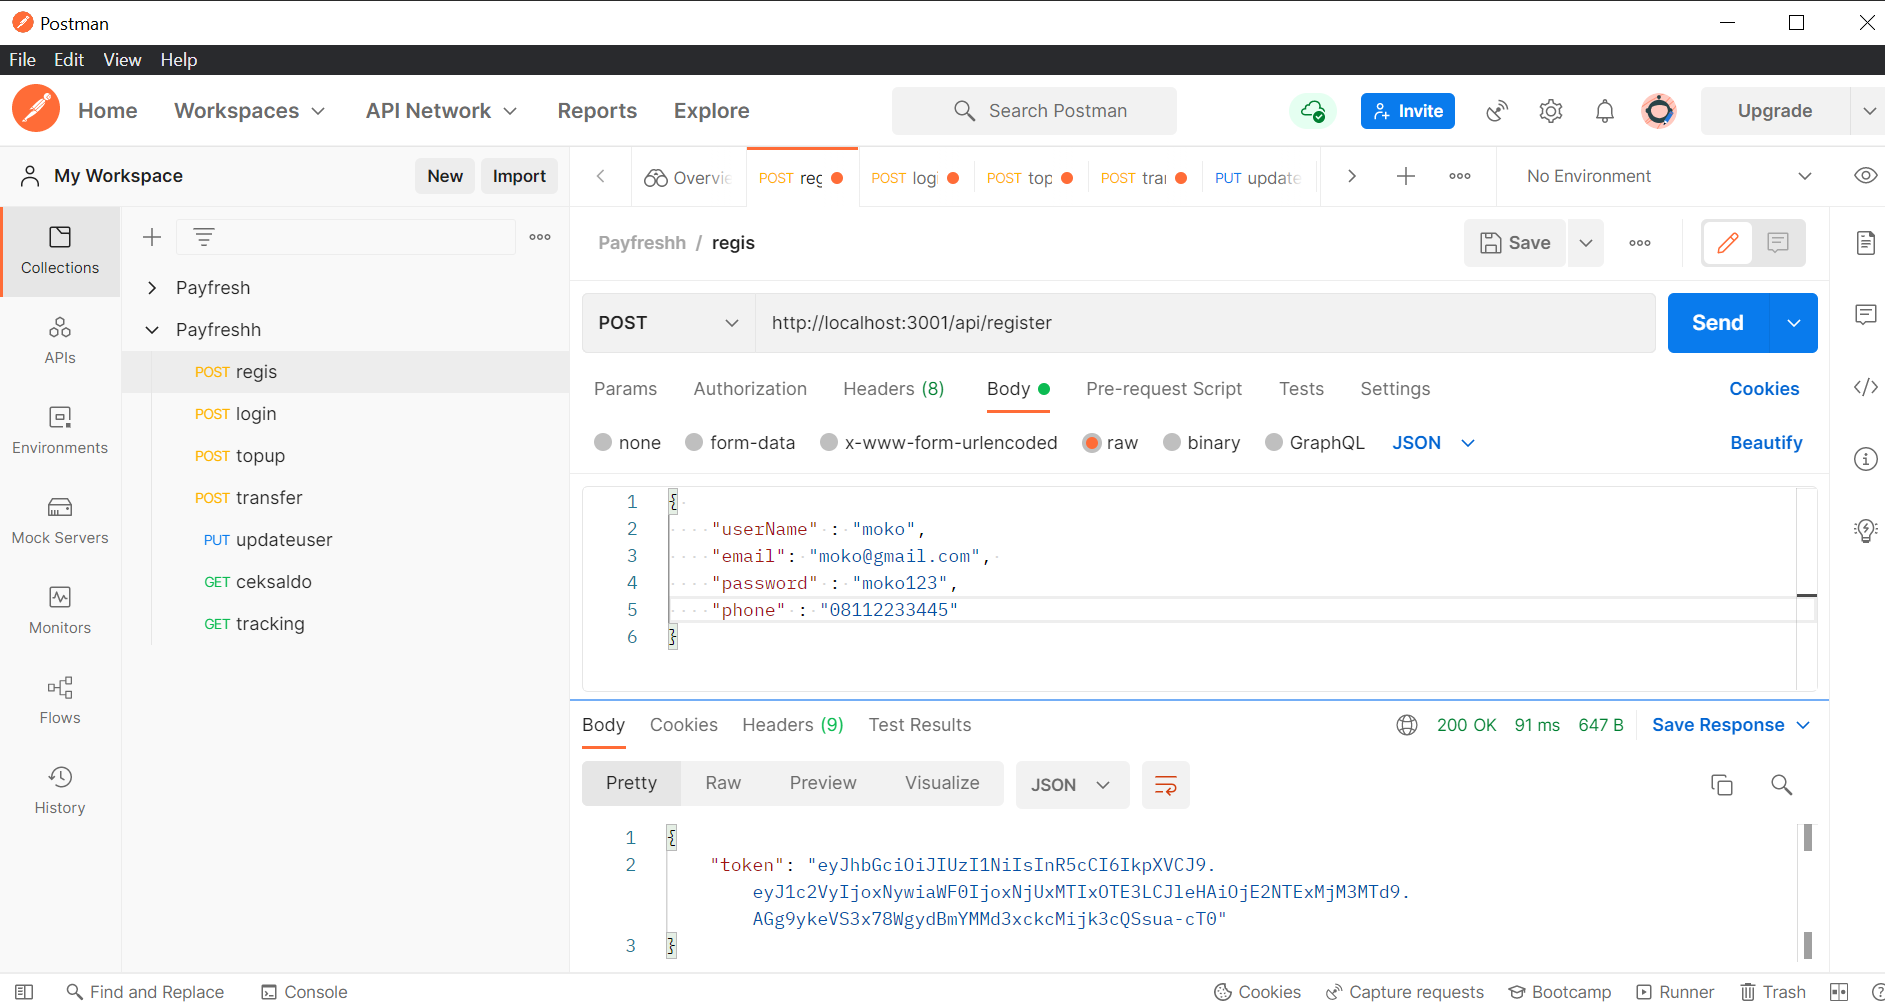 Postman
File Edit View Help
Home Workspaces API Network Reports Explore Search Postman Invite Upgrade
My Workspace New Import Overvie POST reg POST logi POST top POST tra PUT update No Environment
Collections
APIs
Environments
Mock Servers
Monitors
Flows
History
Payfresh
Payfreshh
POST regis
POST login
POST topup
POST transfer
PUT updateuser
GET ceksaldo
GET tracking
Payfreshh / regis Save
POST http://localhost:3001/api/register Send
Params Authorization Headers (8) Body Pre-request Script Tests Settings Cookies
none form-data x-www-form-urlencoded raw binary GraphQL JSON Beautify
1 {
2 "userName" : "moko",
3 "email": "moko@gmail.com",
4 "password" : "moko123",
5 "phone" : "08112233445"
6 }
Body Cookies Headers (9) Test Results 200 OK 91 ms 647 B Save Response
Pretty Raw Preview Visualize JSON
1 {
2 "token": "eyJhbGciOiJIUzI1NiIsInR5cCI6IkpXVCJ9.
eyJ1c2VyIjoxNywiaWF0IjoxNjUxMTIxOTE3LCJleHAiOjE2NTExMjM3MTd9.
AGg9ykeVS3x78WgydBmYMMd3xckcMijk3cQSsua-cT0"
3 }
Find and Replace Console Cookies Capture requests Bootcamp Runner Trash